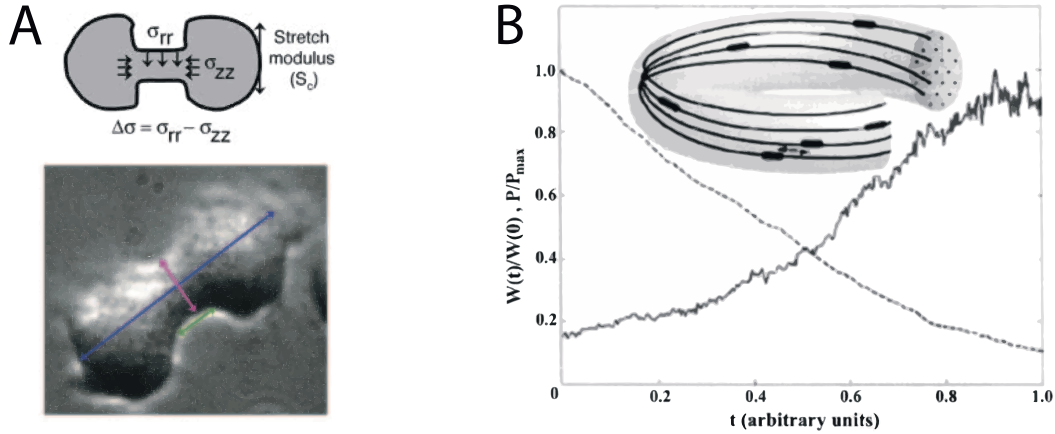 A
σrr
σzz
Stretch
modulus
(Sc)
Δσ = σrr − σzz
B
W(t)/W(0) , P/Pmax
1.0
0.8
0.6
0.4
0.2
0
0.2
0.4
0.6
0.8
1.0
t (arbitrary units)